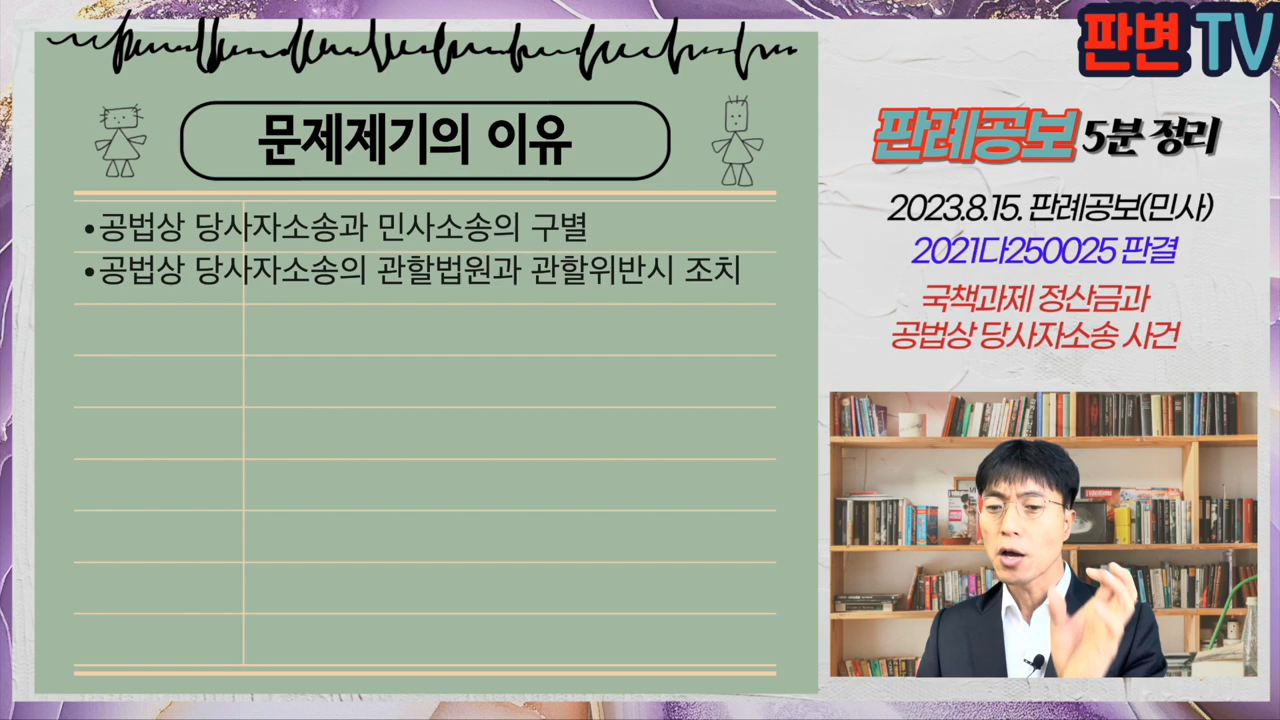 판변 TV
문제제기의 이유
•공법상 당사자소송과 민사소송의 구별
•공법상 당사자소송의 관할법원과 관할위반시 조치
판례공보 5분 정리
2023.8.15. 판례공보(민사)
2021다250025 판결
국책과제 정산금과
공법상 당사자소송 사건